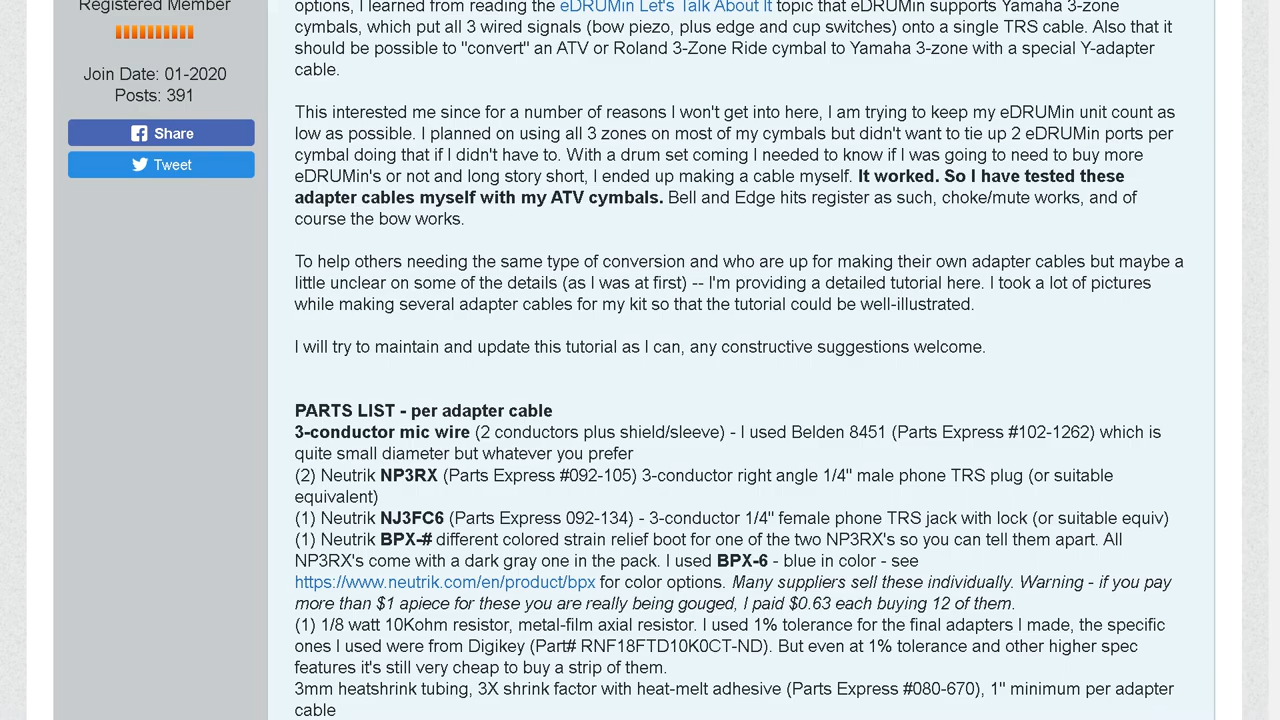 Registered Member
Join Date: 01-2020
Posts: 391
Share
Tweet
options, I learned from reading the eDRUMin Let's Talk About It topic that eDRUMin supports Yamaha 3-zone
cymbals, which put all 3 wired signals (bow piezo, plus edge and cup switches) onto a single TRS cable. Also that it
should be possible to "convert" an ATV or Roland 3-Zone Ride cymbal to Yamaha 3-zone with a special Y-adapter
cable.
This interested me since for a number of reasons I won't get into here, I am trying to keep my eDRUMin unit count as
low as possible. I planned on using all 3 zones on most of my cymbals but didn't want to tie up 2 eDRUMin ports per
cymbal doing that if I didn't have to. With a drum set coming I needed to know if I was going to need to buy more
eDRUMin's or not and long story short, I ended up making a cable myself. It worked. So I have tested these
adapter cables myself with my ATV cymbals. Bell and Edge hits register as such, choke/mute works, and of
course the bow works.
To help others needing the same type of conversion and who are up for making their own adapter cables but maybe a
little unclear on some of the details (as I was at first) -- I'm providing a detailed tutorial here. I took a lot of pictures
while making several adapter cables for my kit so that the tutorial could be well-illustrated.
I will try to maintain and update this tutorial as I can, any constructive suggestions welcome.
PARTS LIST - per adapter cable
3-conductor mic wire (2 conductors plus shield/sleeve) - I used Belden 8451 (Parts Express #102-1262) which is
quite small diameter but whatever you prefer
(2) Neutrik NP3RX (Parts Express #092-105) 3-conductor right angle 1/4" male phone TRS plug (or suitable
equivalent)
(1) Neutrik NJ3FC6 (Parts Express 092-134) - 3-conductor 1/4" female phone TRS jack with lock (or suitable equiv)
(1) Neutrik BPX-# different colored strain relief boot for one of the two NP3RX's so you can tell them apart. All
NP3RX's come with a dark gray one in the pack. I used BPX-6 - blue in color - see
https://www.neutrik.com/en/product/bpx for color options. Many suppliers sell these individually. Warning - if you pay
more than $1 apiece for these you are really being gouged, I paid $0.63 each buying 12 of them.
(1) 1/8 watt 10Kohm resistor, metal-film axial resistor. I used 1% tolerance for the final adapters I made, the specific
ones I used were from Digikey (Part# RNF18FTD10K0CT-ND). But even at 1% tolerance and other higher spec
features it's still very cheap to buy a strip of them.
3mm heatshrink tubing, 3X shrink factor with heat-melt adhesive (Parts Express #080-670), 1" minimum per adapter
cable